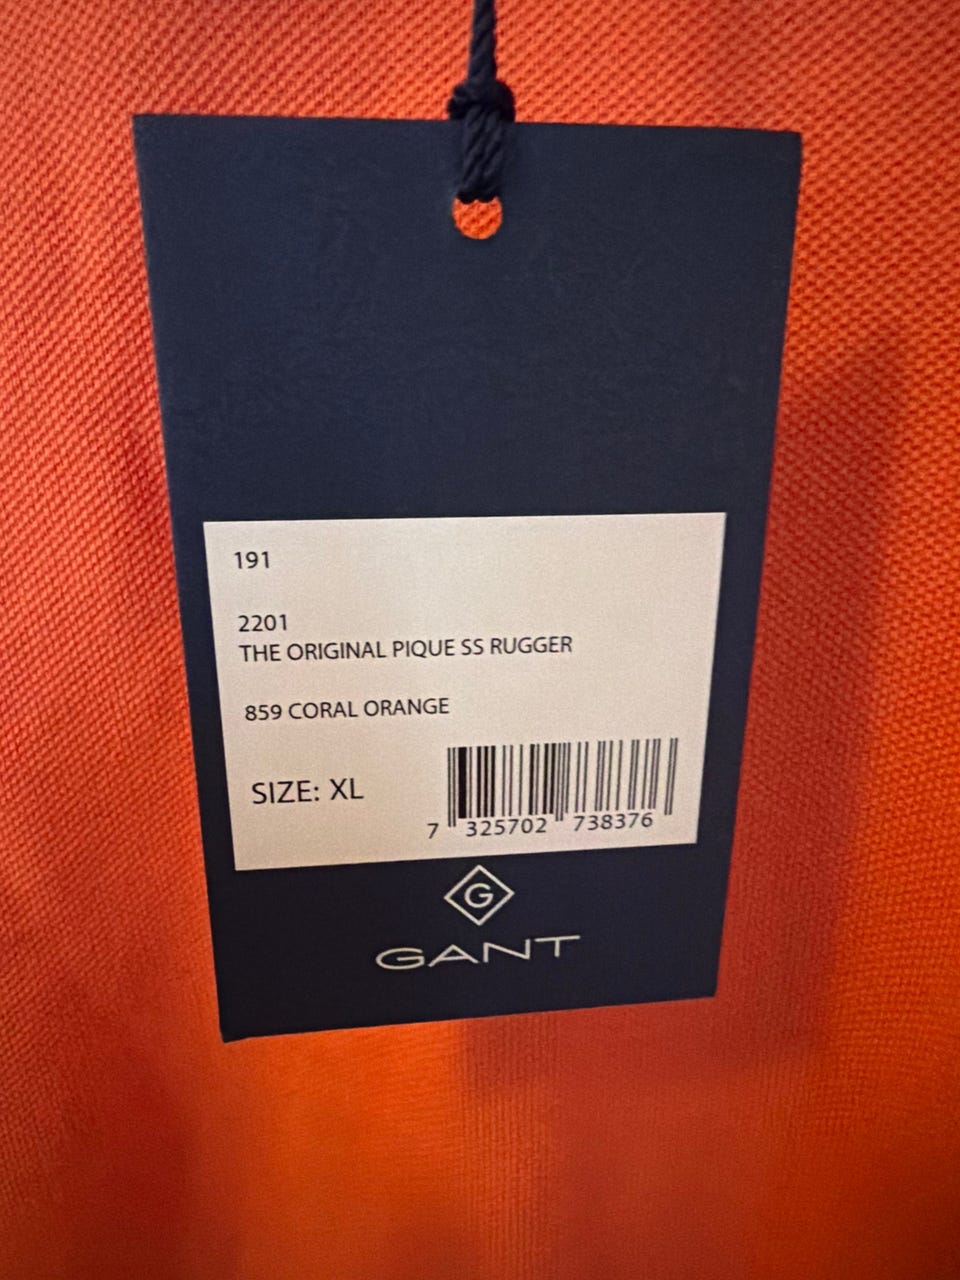 191
2201
THE ORIGINAL PIQUE SS RUGGER
859 CORAL ORANGE
SIZE: XL
7 325702 738376
G
GANT